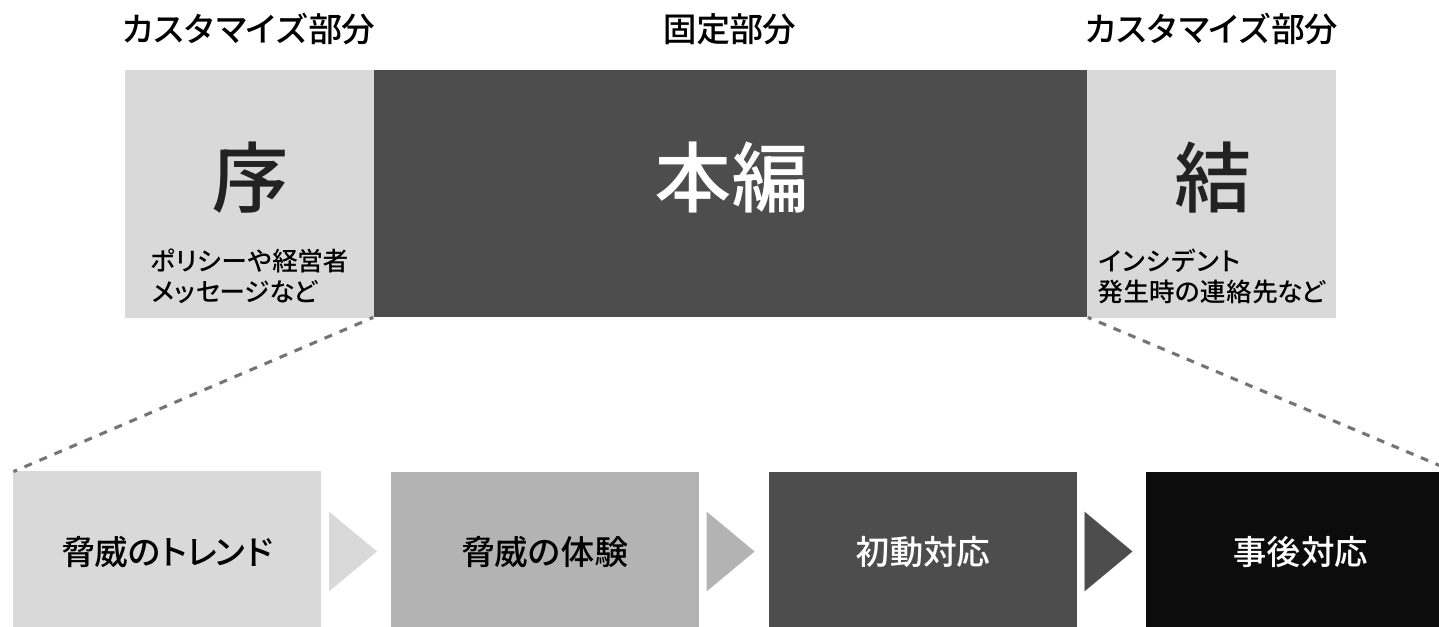 カスタマイズ部分
固定部分
カスタマイズ部分
序
本編
結
ポリシーや経営者
メッセージなど
インシデント
発生時の連絡先など
脅威のトレンド
脅威の体験
初動対応
事後対応